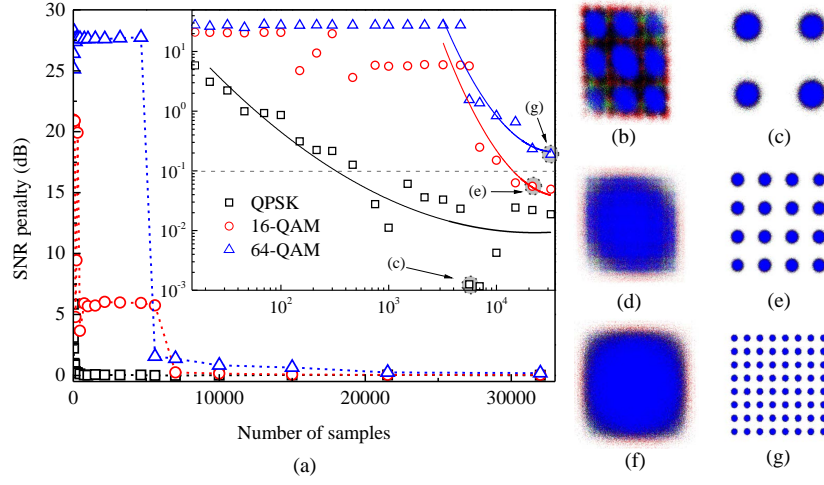 30
25
20
15
10
5
0
SNR penalty (dB)
0
10000
20000
30000
Number of samples
(a)
10^1
10^0
10^-1
10^-2
10^-3
10^2
10^3
10^4
QPSK
16-QAM
64-QAM
(c)
(e)
(g)
(b)
(c)
(d)
(e)
(f)
(g)